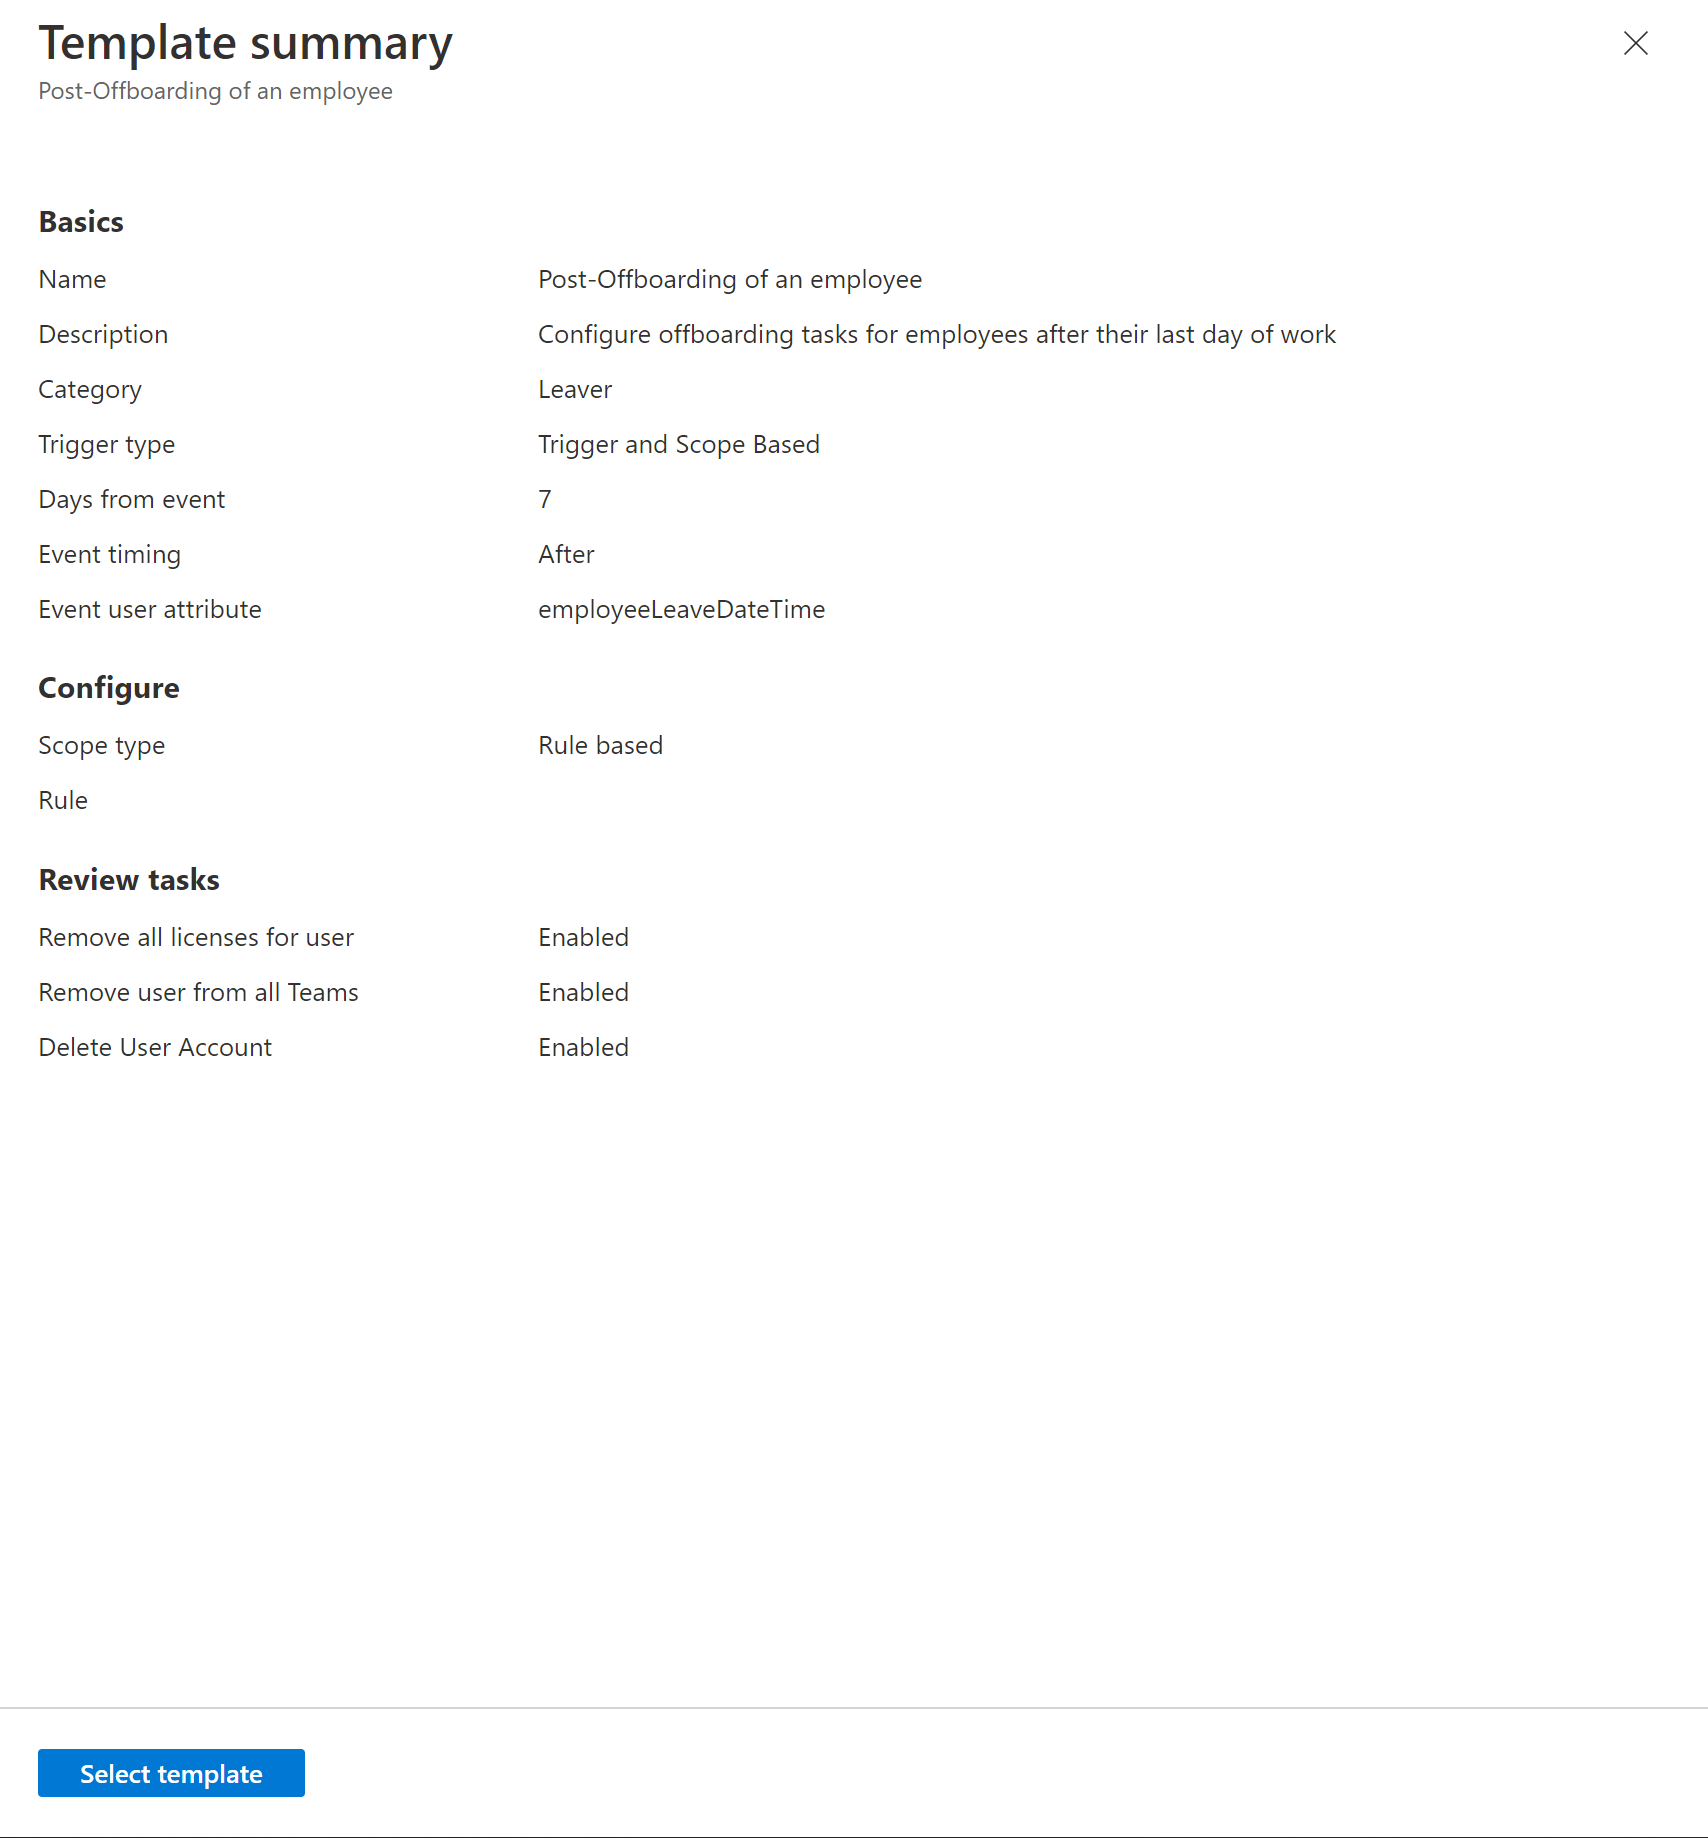 Template summary
Post-Offboarding of an employee
Basics
Name Post-Offboarding of an employee
Description Configure offboarding tasks for employees after their last day of work
Category Leaver
Trigger type Trigger and Scope Based
Days from event 7
Event timing After
Event user attribute employeeLeaveDateTime
Configure
Scope type Rule based
Rule
Review tasks
Remove all licenses for user Enabled
Remove user from all Teams Enabled
Delete User Account Enabled
Select template